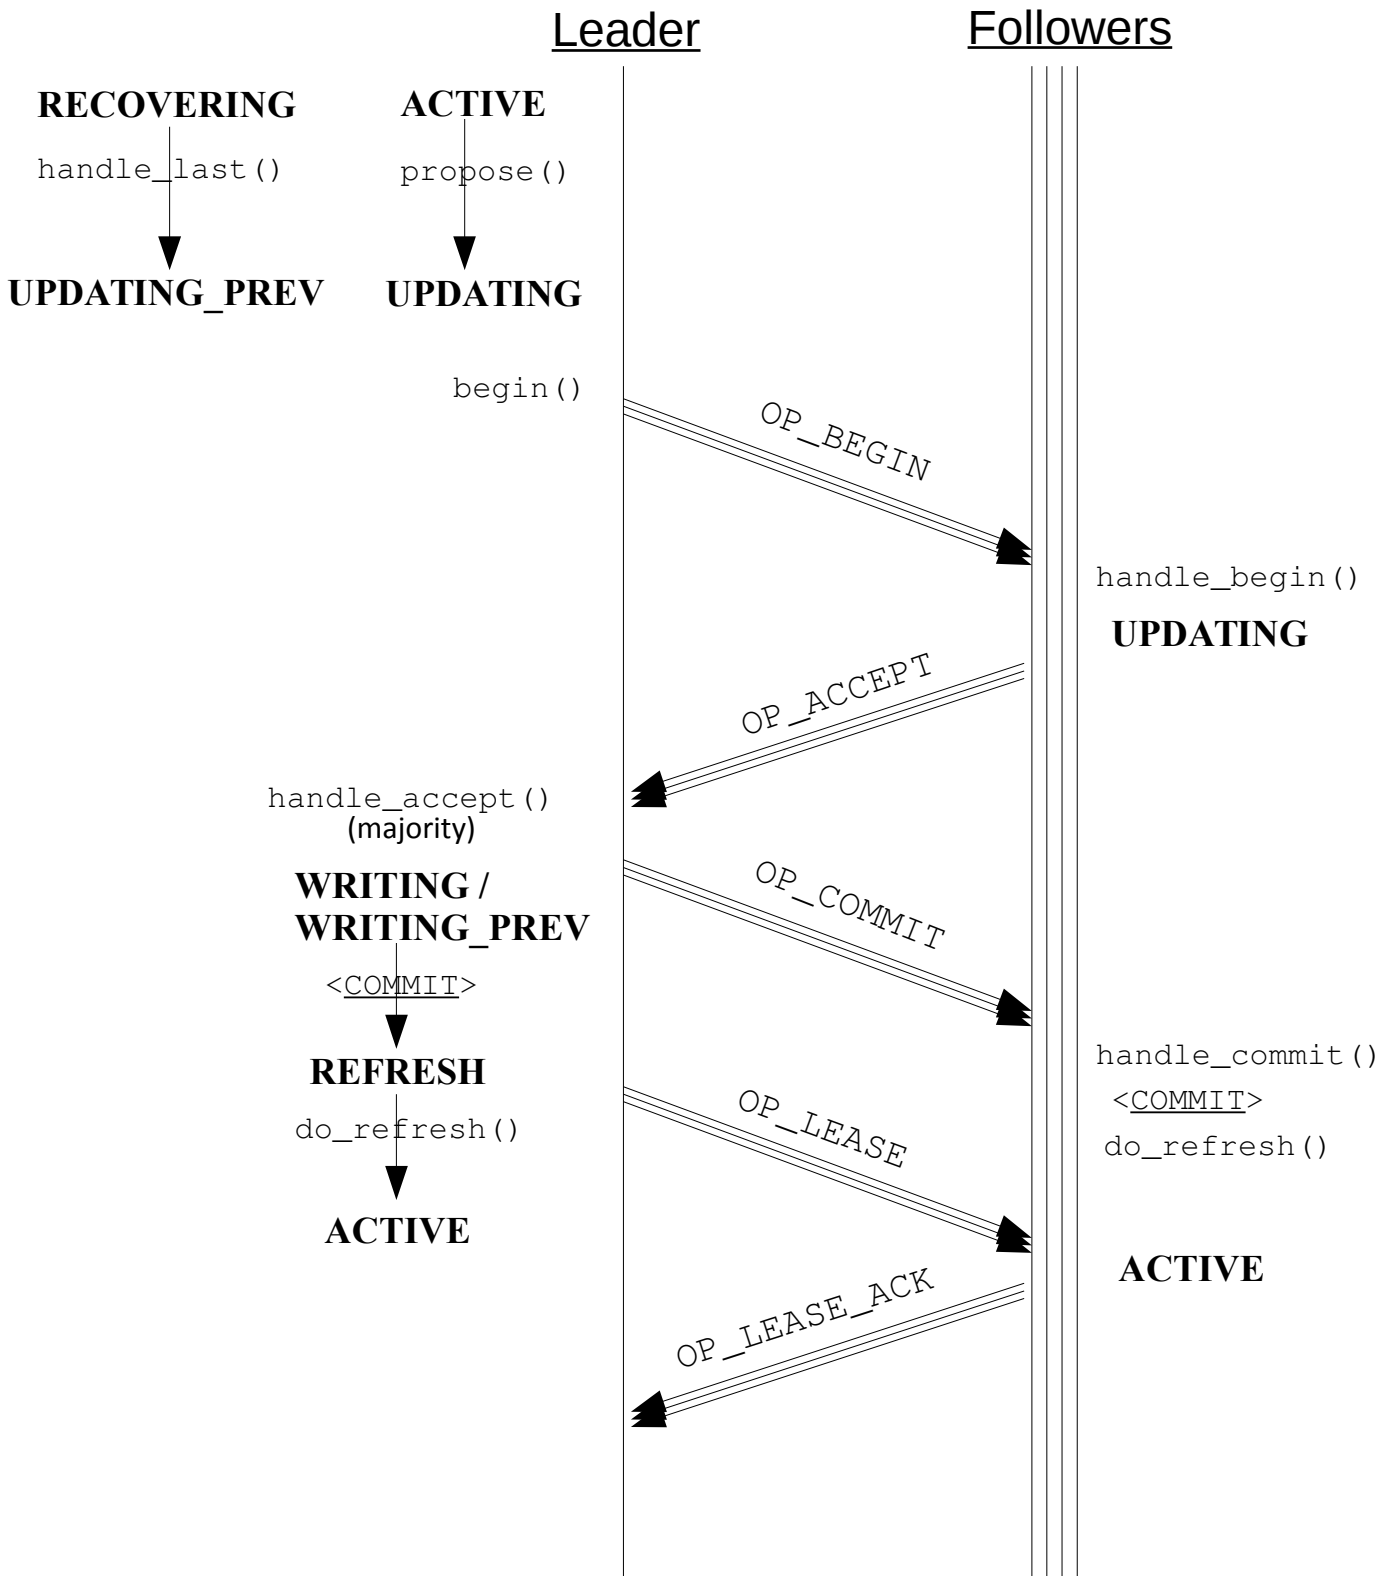 Leader
Followers
RECOVERING
ACTIVE
handle_last()
propose()
UPDATING_PREV
UPDATING
begin()
OP_BEGIN
handle_begin()
UPDATING
OP_ACCEPT
handle_accept()
(majority)
OP_COMMIT
WRITING /
WRITING_PREV
<COMMIT>
handle_commit()
REFRESH
<COMMIT>
OP_LEASE
do_refresh()
do_refresh()
ACTIVE
ACTIVE
OP_LEASE_ACK